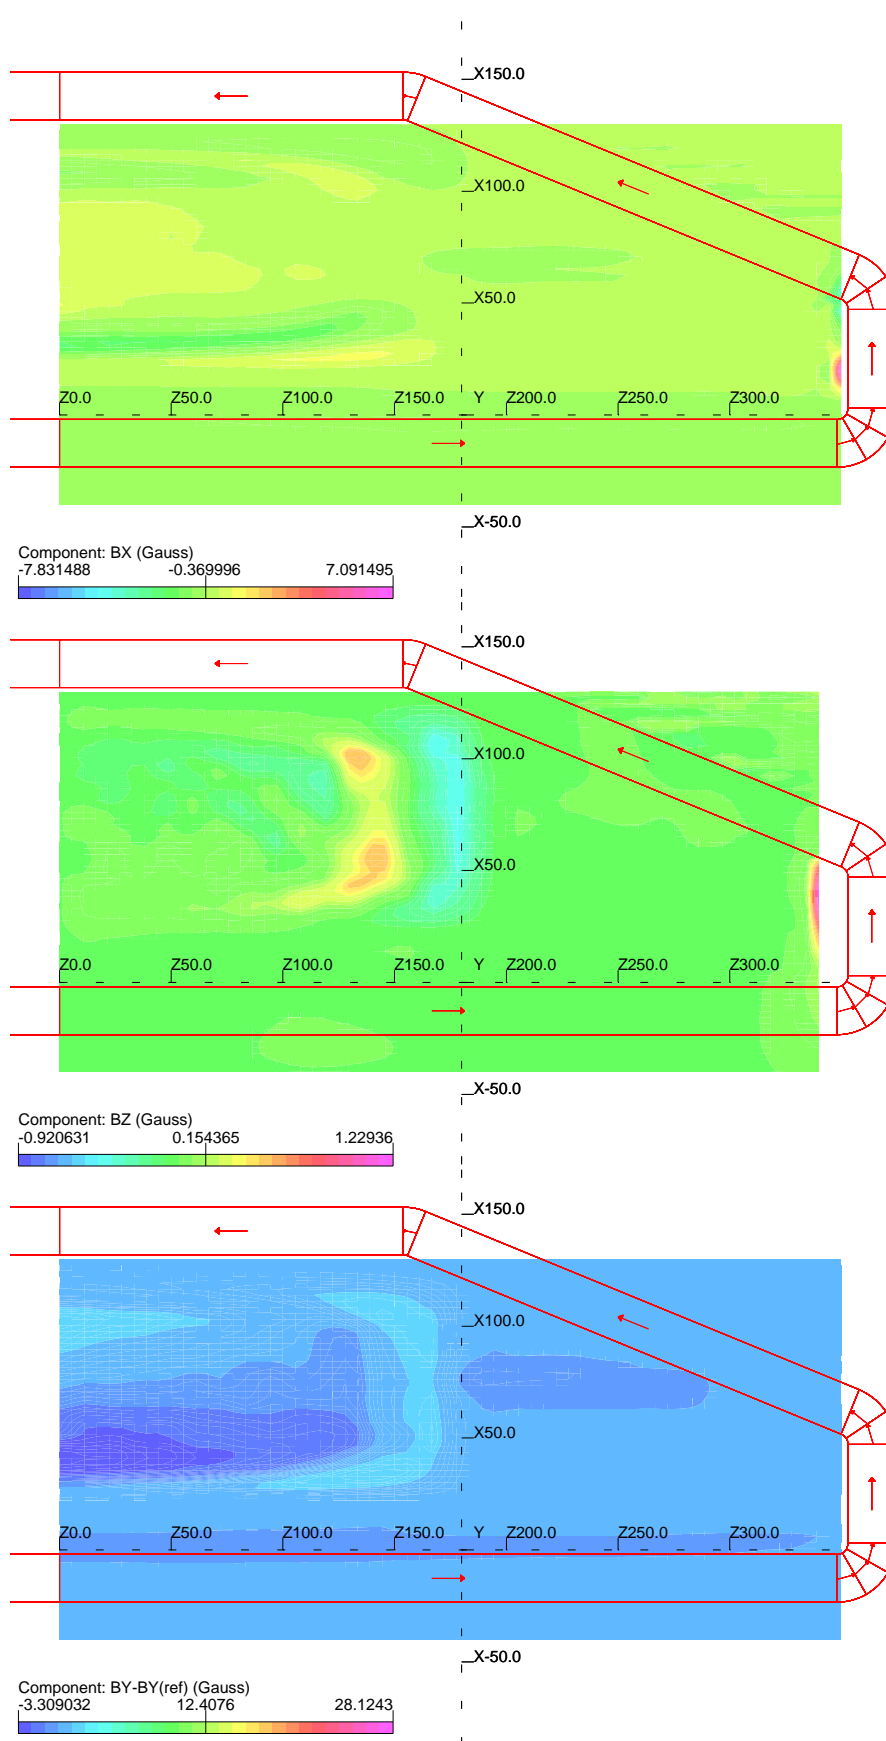 X150.0
X100.0
X50.0
Z0.0 Z50.0 Z100.0 Z150.0 Y Z200.0 Z250.0 Z300.0
X-50.0
Component: BX (Gauss)
-7.831488 -0.369996 7.091495
X150.0
X100.0
X50.0
Z0.0 Z50.0 Z100.0 Z150.0 Y Z200.0 Z250.0 Z300.0
X-50.0
Component: BZ (Gauss)
-0.920631 0.154365 1.22936
X150.0
X100.0
X50.0
Z0.0 Z50.0 Z100.0 Z150.0 Y Z200.0 Z250.0 Z300.0
X-50.0
Component: BY-BY(ref) (Gauss)
-3.309032 12.4076 28.1243